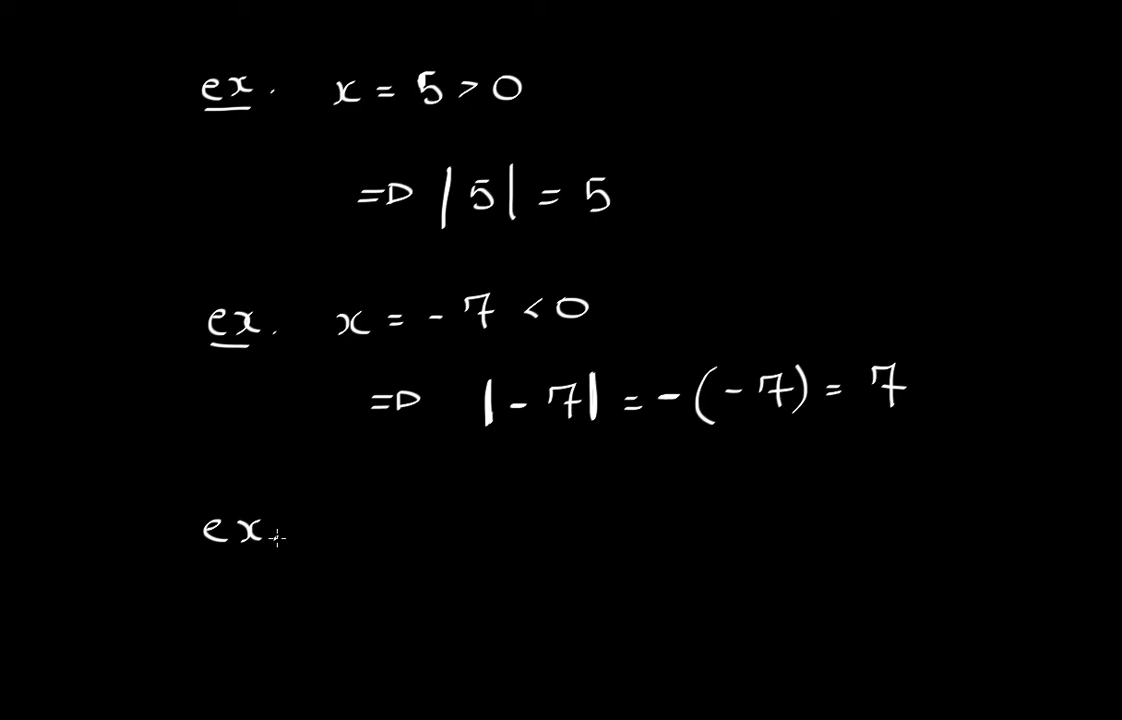 ex. x = 5 > 0
⇒ |5| = 5
ex. x = -7 < 0
⇒ |-7| = -(-7) = 7
ex.